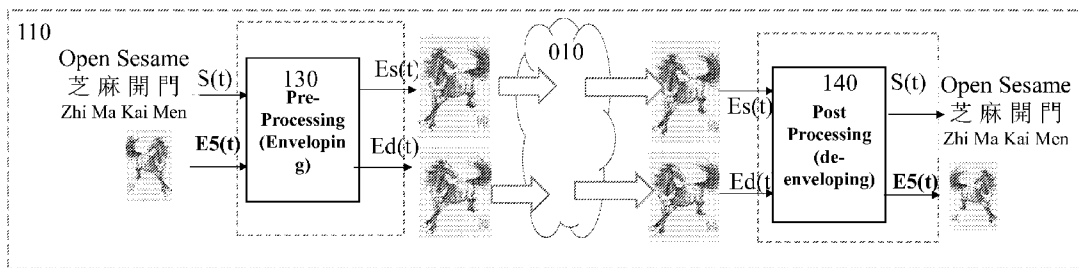 110
Open Sesame
芝麻開門
Zhi Ma Kai Men
S(t)
E5(t)
130
Pre-
Processing
(Envelopin
g)
Es(t)
Ed(t)
010
Es(t)
Ed(t
140
Post
Processing
(de-
enveloping)
S(t)
E5(t)
Open Sesame
芝麻開門
Zhi Ma Kai Men